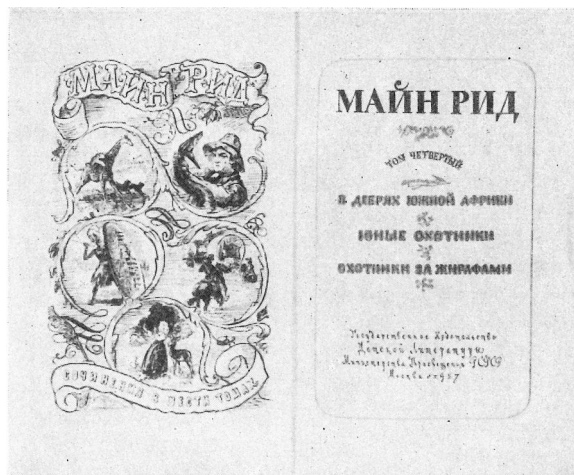 МАЙН РИД
СОЧИНЕНИЯ В ШЕСТИ ТОМАХ
МАЙН РИД
ТОМ ЧЕТВЕРТЫЙ
В ДЕБРЯХ ЮЖНОЙ АФРИКИ
ЮНЫЕ ОХОТНИКИ
ОХОТНИКИ ЗА ЖИРАФАМИ
Государственное Издательство
Детской Литературы
Министерства Просвещения РСФСР
Москва 1957